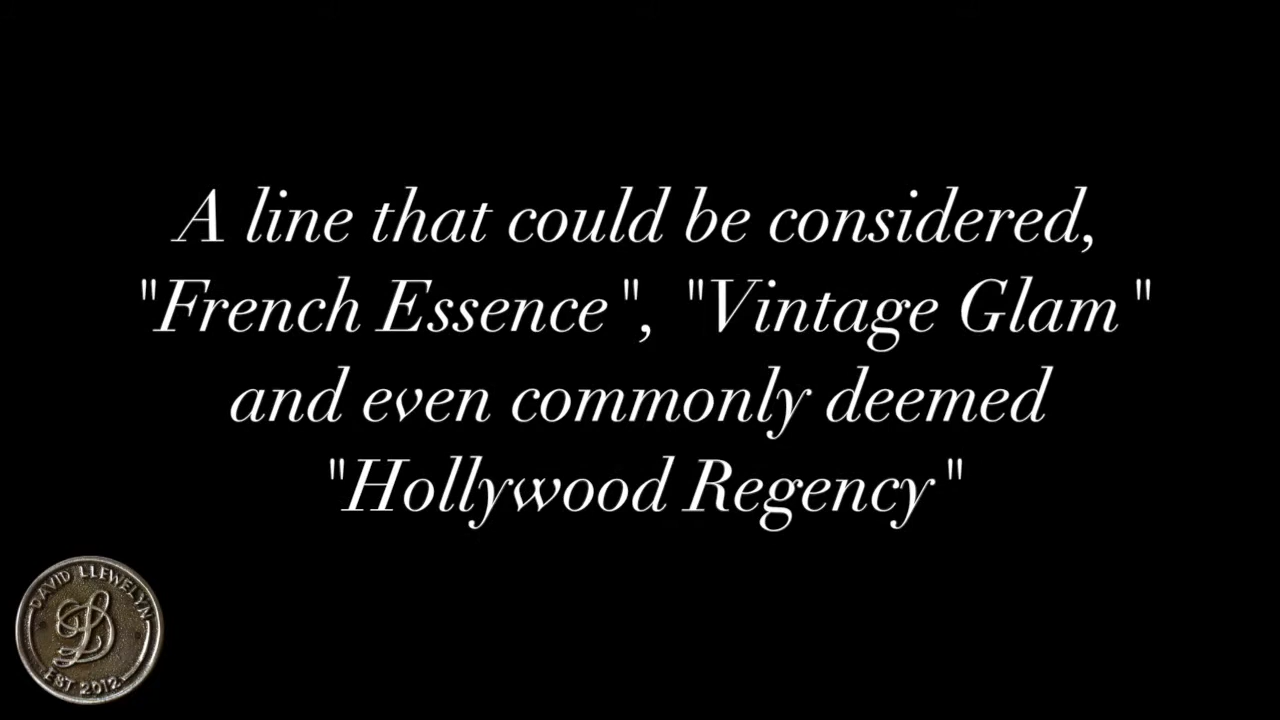 A line that could be considered,
"French Essence", "Vintage Glam"
and even commonly deemed
"Hollywood Regency"
DAVID LLEWELYN
EST 2012